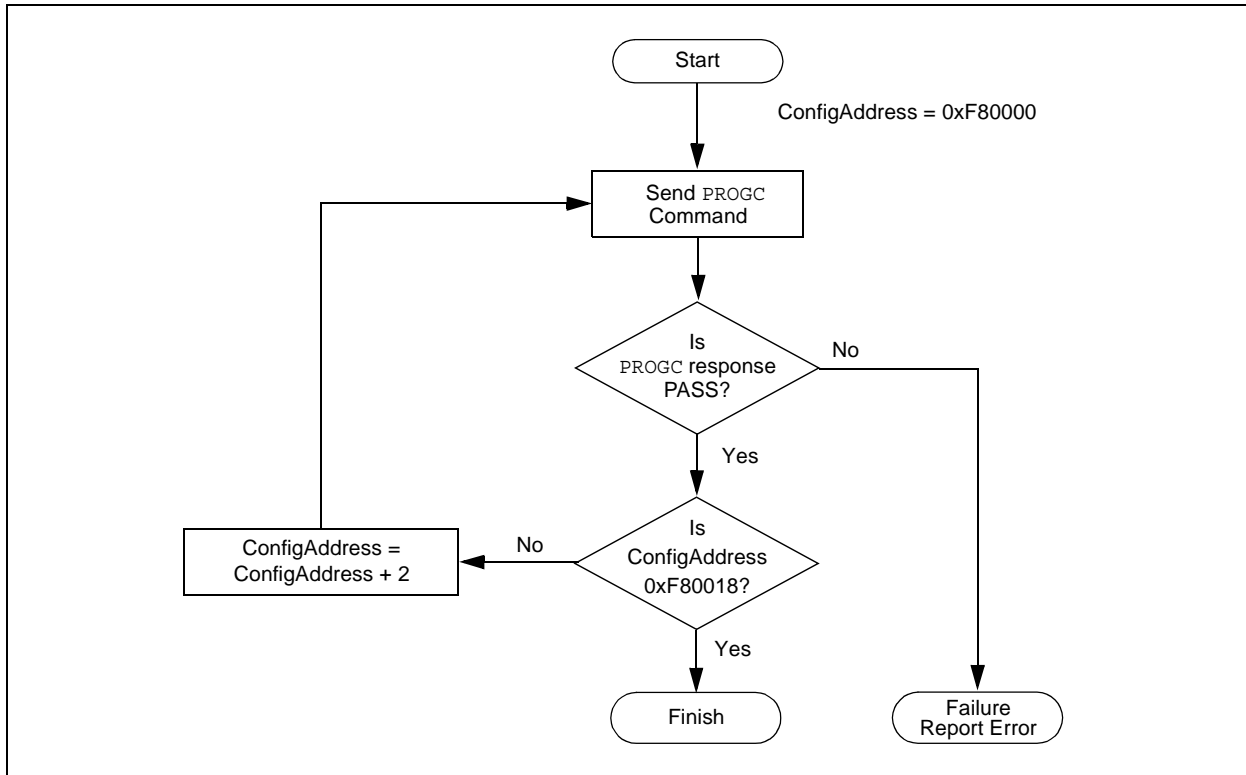 Start
ConfigAddress = 0xF80000
Send PROGC
Command
Is
PROGC response
PASS?
No
Yes
Is
ConfigAddress
0xF80018?
No
ConfigAddress =
ConfigAddress + 2
Yes
Finish
Failure
Report Error